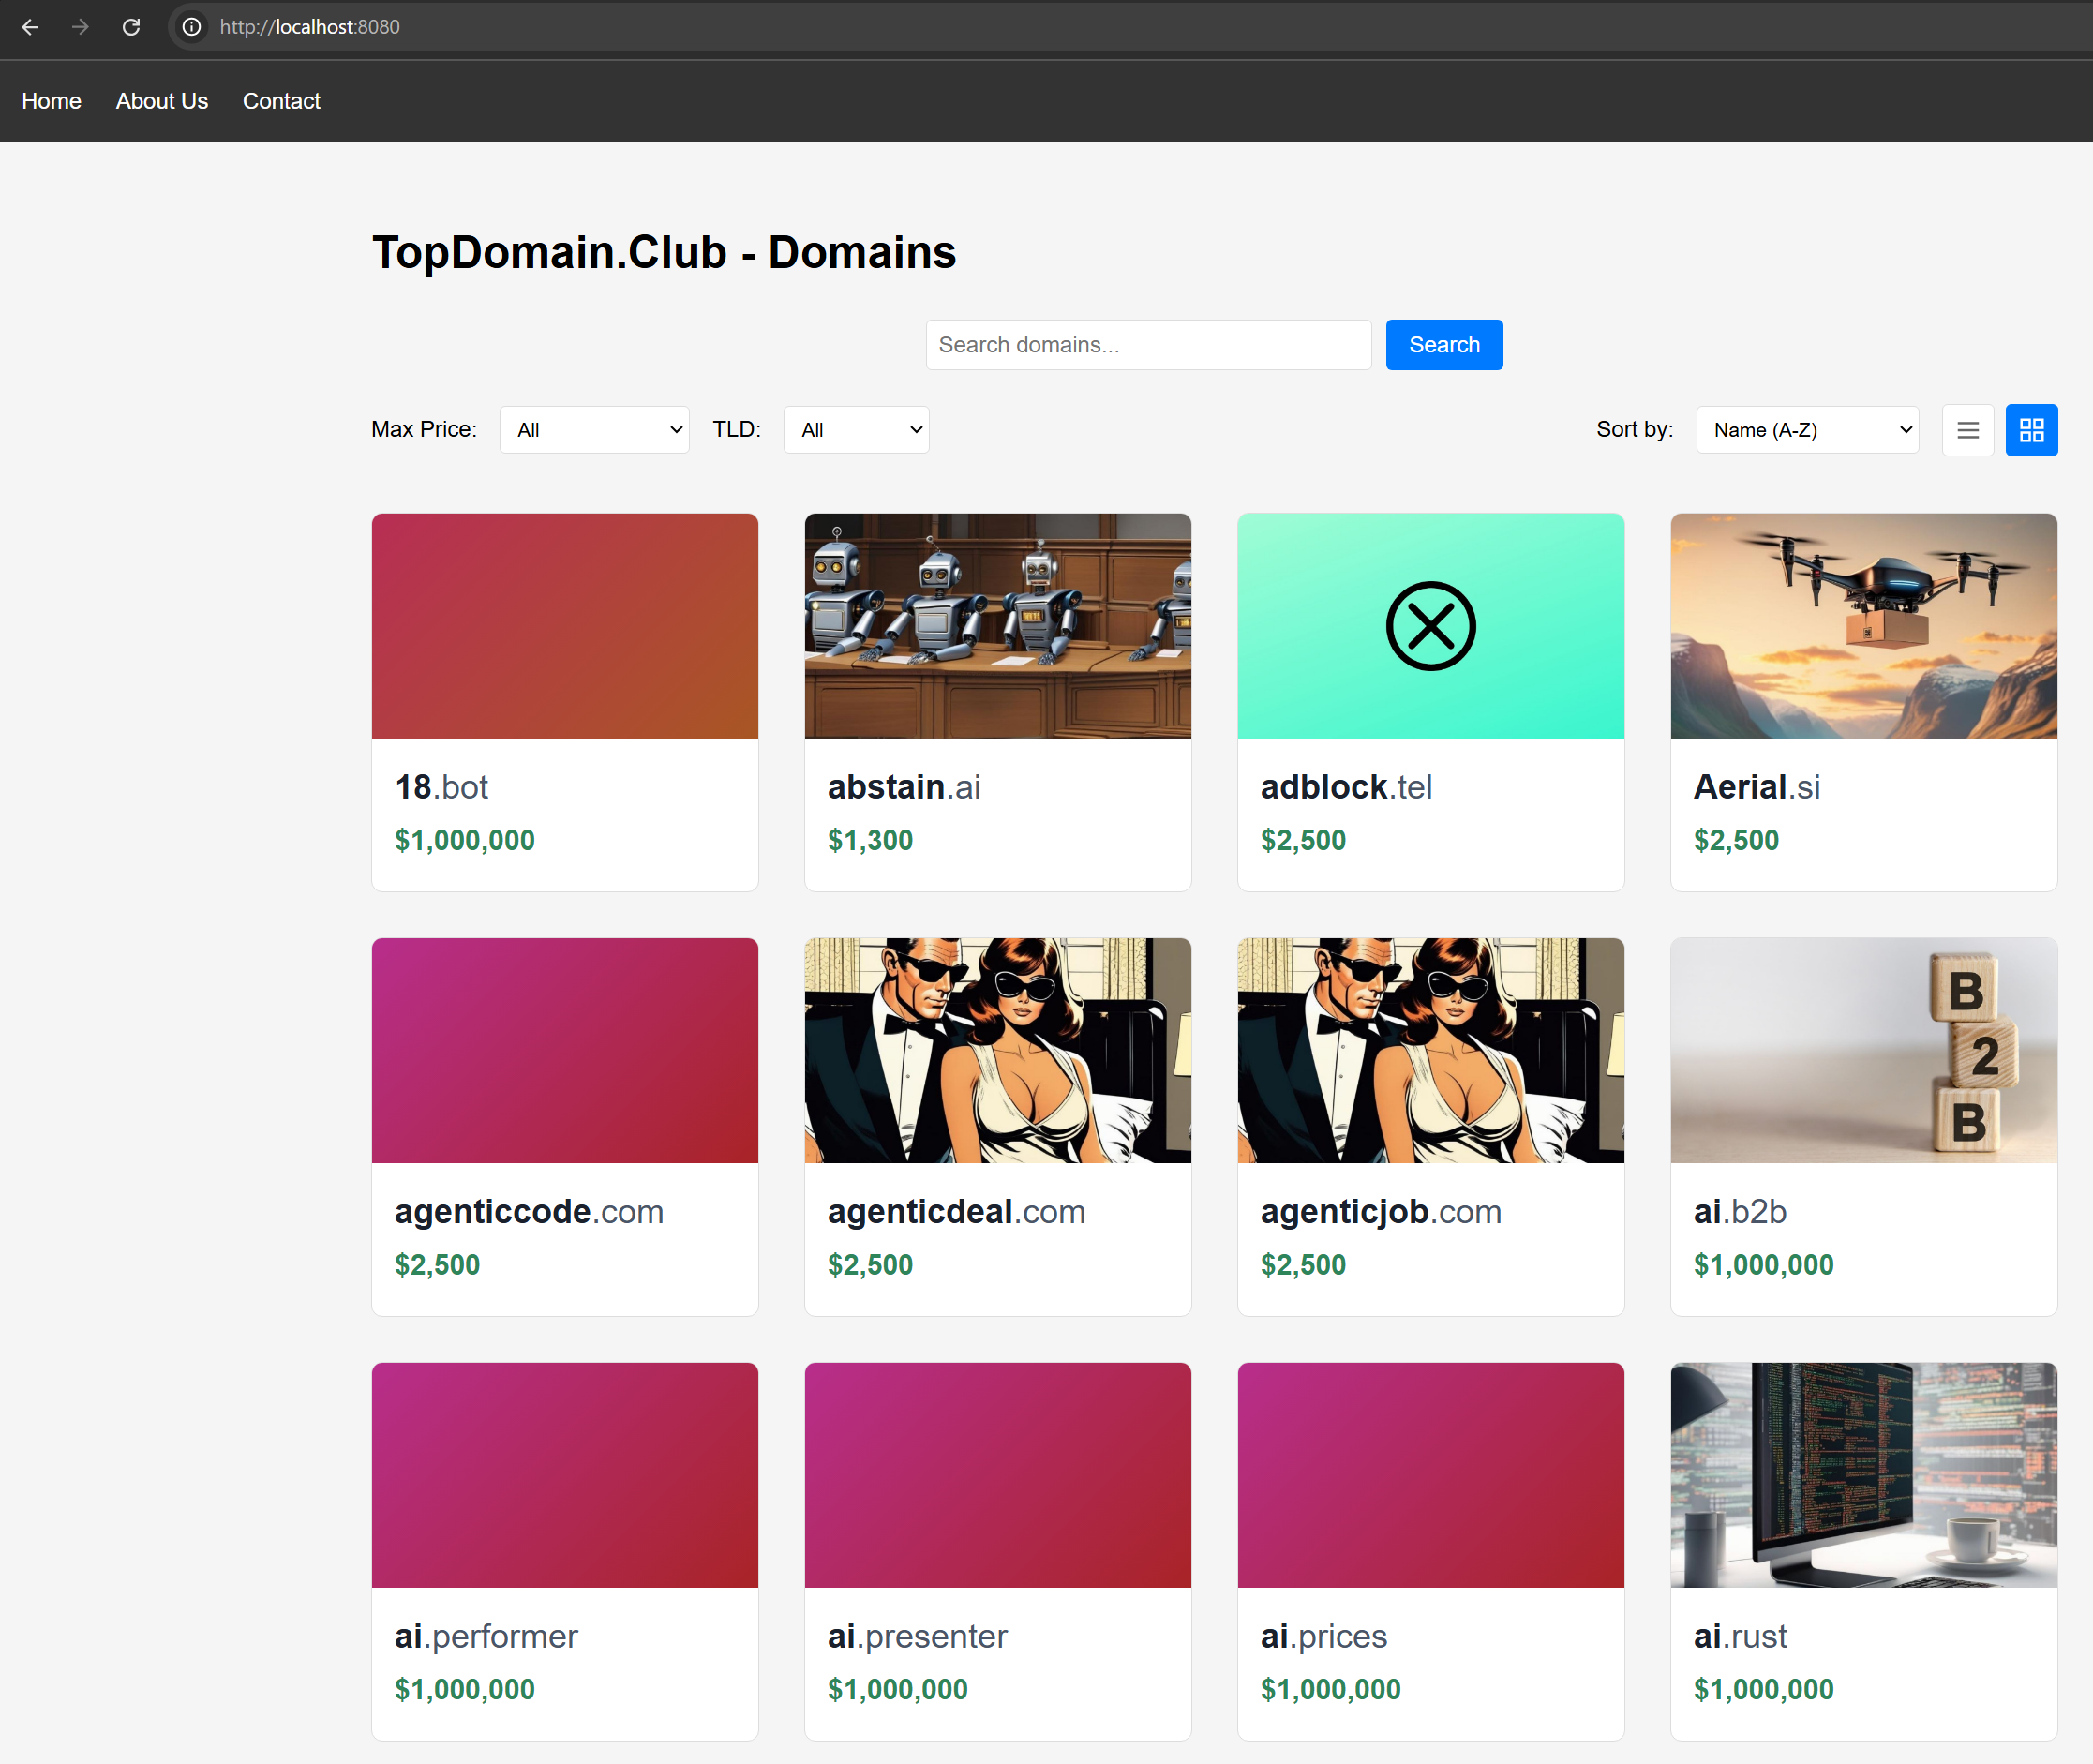 http://localhost:8080
Home About Us Contact
TopDomain.Club - Domains
Search domains... Search
Max Price: All TLD: All Sort by: Name (A-Z)
18.bot
$1,000,000
abstain.ai
$1,300
adblock.tel
$2,500
Aerial.si
$2,500
agenticcode.com
$2,500
agenticdeal.com
$2,500
agenticjob.com
$2,500
B
2
B
ai.b2b
$1,000,000
ai.performer
$1,000,000
ai.presenter
$1,000,000
ai.prices
$1,000,000
ai.rust
$1,000,000